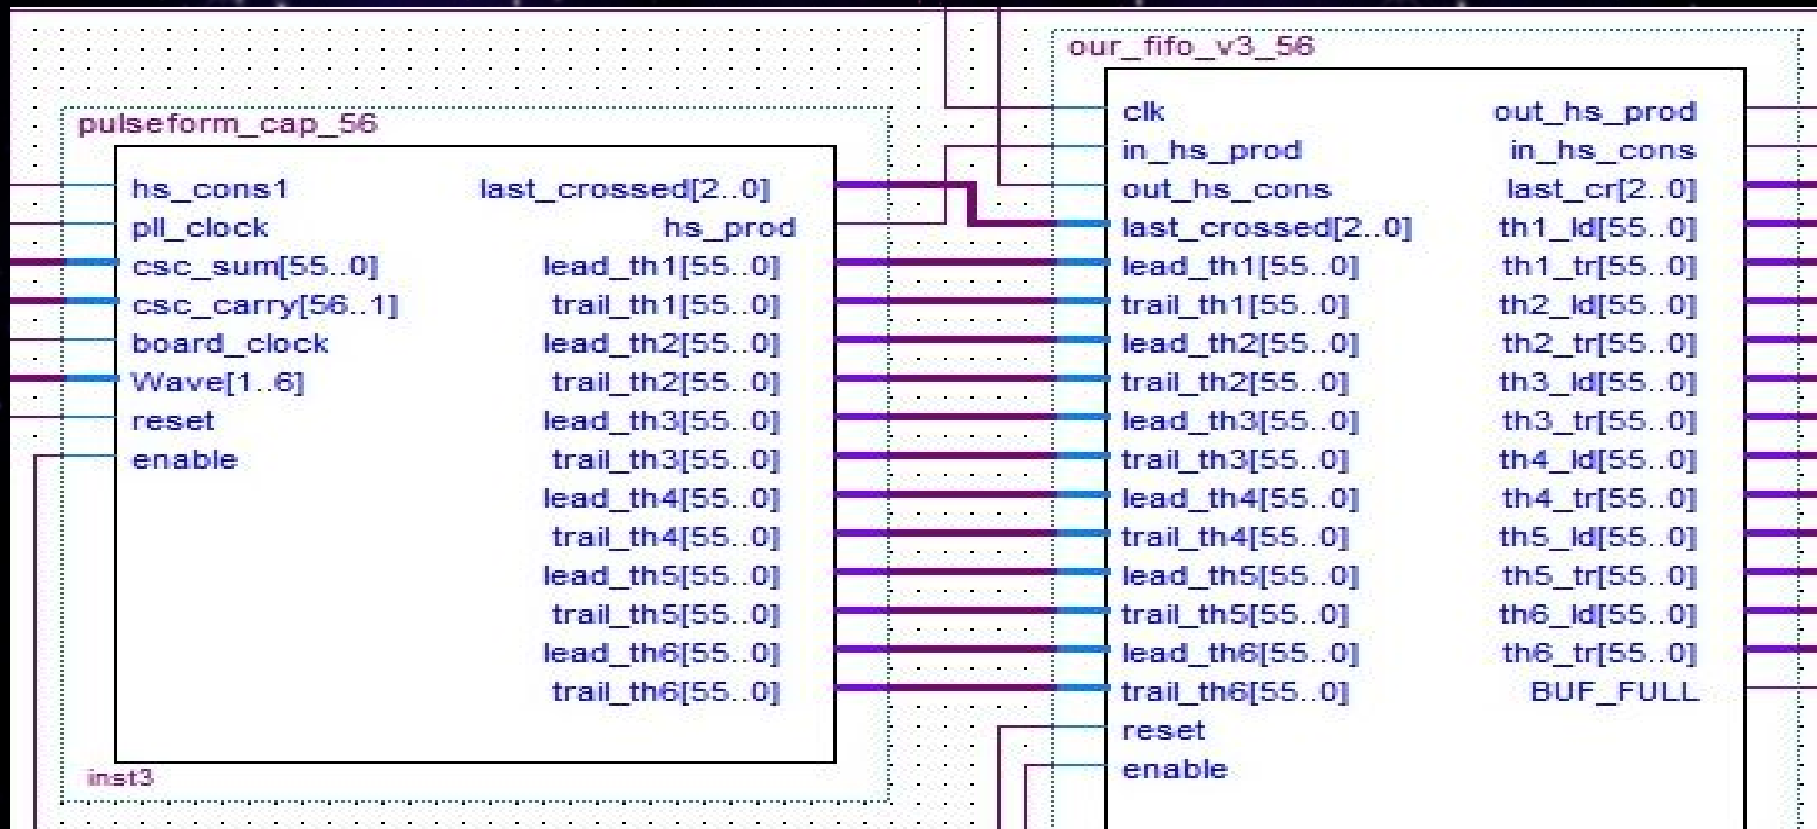 pulseform_cap_56
hs_cons1
pll_clock
csc_sum[55..0]
csc_carry[56..1]
board_clock
Wave[1..6]
reset
enable
last_crossed[2..0]
hs_prod
lead_th1[55..0]
trail_th1[55..0]
lead_th2[55..0]
trail_th2[55..0]
lead_th3[55..0]
trail_th3[55..0]
lead_th4[55..0]
trail_th4[55..0]
lead_th5[55..0]
trail_th5[55..0]
lead_th6[55..0]
trail_th6[55..0]
inst3
our_fifo_v3_56
clk
in_hs_prod
out_hs_cons
last_crossed[2..0]
lead_th1[55..0]
trail_th1[55..0]
lead_th2[55..0]
trail_th2[55..0]
lead_th3[55..0]
trail_th3[55..0]
lead_th4[55..0]
trail_th4[55..0]
lead_th5[55..0]
trail_th5[55..0]
lead_th6[55..0]
trail_th6[55..0]
reset
enable
out_hs_prod
in_hs_cons
last_cr[2..0]
th1_ld[55..0]
th1_tr[55..0]
th2_ld[55..0]
th2_tr[55..0]
th3_ld[55..0]
th3_tr[55..0]
th4_ld[55..0]
th4_tr[55..0]
th5_ld[55..0]
th5_tr[55..0]
th6_ld[55..0]
th6_tr[55..0]
BUF_FULL